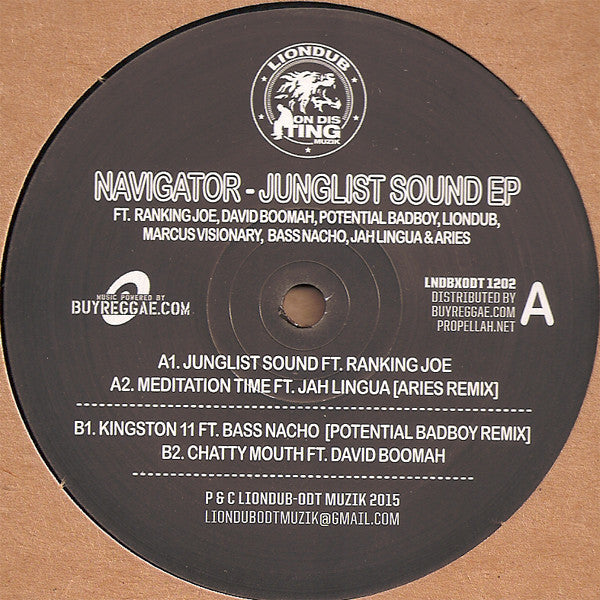 LIONDUB
ON DIS
TING
MUZIK
NAVIGATOR - JUNGLIST SOUND EP
FT. RANKING JOE, DAVID BOOMAH, POTENTIAL BADBOY, LIONDUB,
MARCUS VISIONARY, BASS NACHO, JAH LINGUA & ARIES
MUSIC POWERED BY
BUYREGGAE.COM
LNDBXODT 1202
DISTRIBUTED BY
BUYREGGAE.COM
PROPELLAH.NET
A
A1. JUNGLIST SOUND FT. RANKING JOE
A2. MEDITATION TIME FT. JAH LINGUA [ARIES REMIX]
B1. KINGSTON 11 FT. BASS NACHO [POTENTIAL BADBOY REMIX]
B2. CHATTY MOUTH FT. DAVID BOOMAH
P & C LIONDUB-ODT MUZIK 2015
LIONDUBODTMUZIK@GMAIL.COM